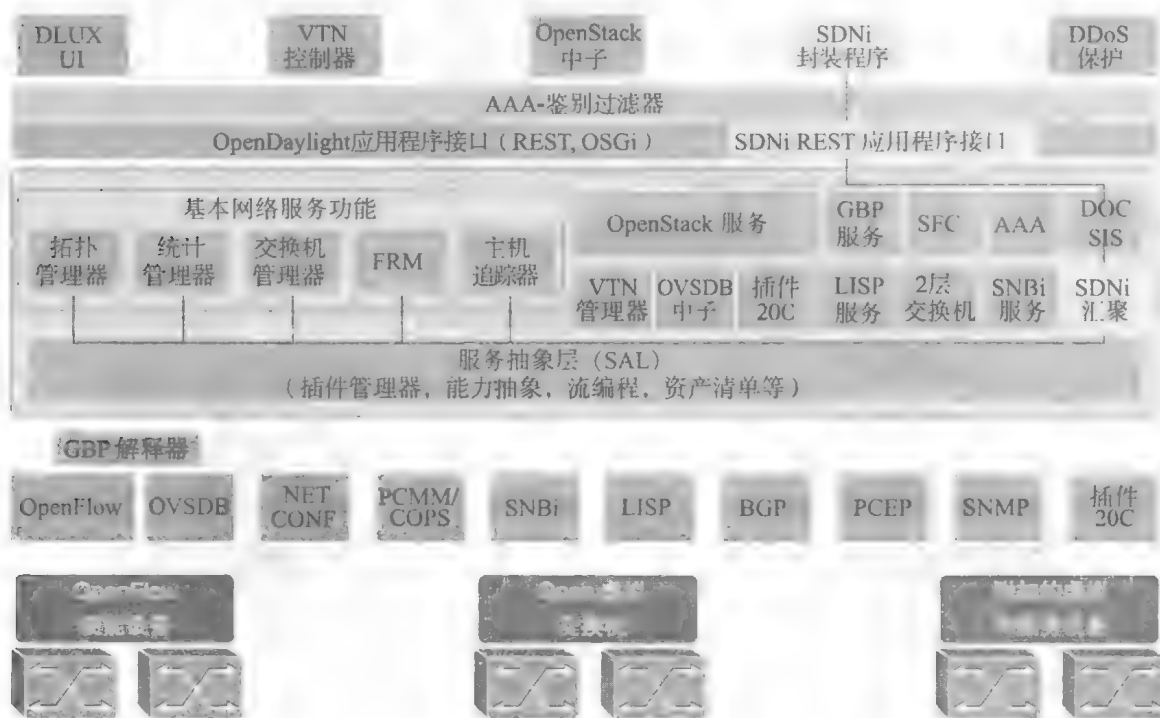 DLUX
UI
VTN
控制器
OpenStack
中子
SDNi
封装程序
DDoS
保护
AAA-鉴别过滤器
OpenDaylight应用程序接口（REST, OSGi）
SDNi REST 应用程序接口
基本网络服务功能
拓扑
管理器
统计
管理器
交换机
管理器
FRM
主机
追踪器
OpenStack 服务
GBP
服务
SFC
AAA
DOC
SIS
VTN
管理器
OVSDB
中子
插件
20C
LISP
服务
2层
交换机
SNBi
服务
SDNi
汇聚
服务抽象层（SAL）
（插件管理器，能力抽象，流编程，资产清单等）
GBP 解释器
OpenFlow
OVSDB
NET
CONF
PCMM/
COPS
SNBi
LISP
BGP
PCEP
SNMP
插件
20C
OpenFlow